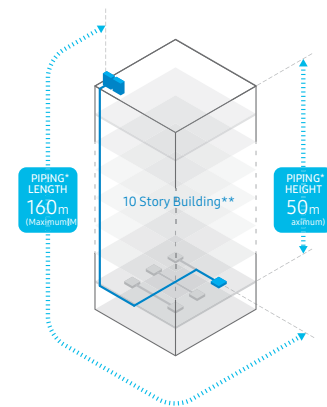 PIPING*
LENGTH
160m
(Maximum)M
10 Story Building**
PIPING*
HEIGHT
50m
aximum)